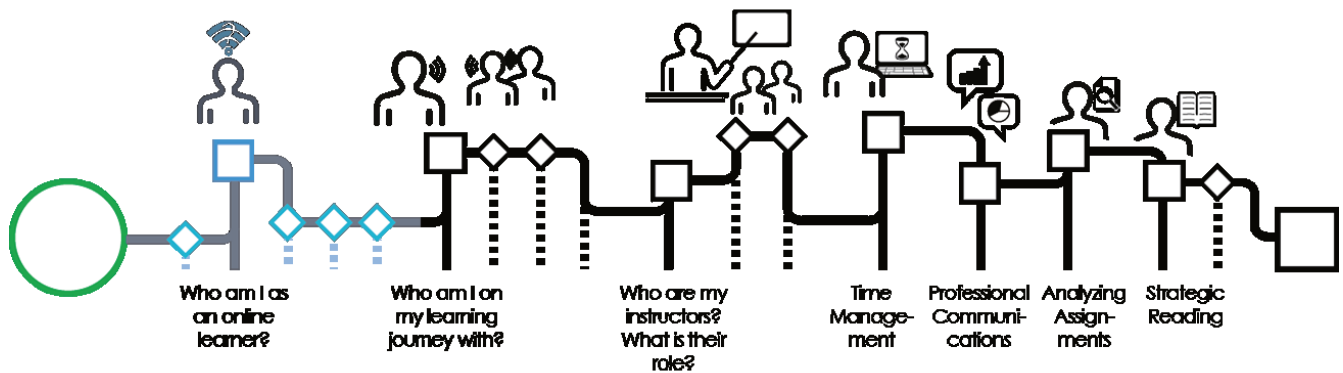 Who am I as
an online
learner?
Who am I on
my learning
journey with?
Who are my
instructors?
What is their
role?
Time
Manage-
ment
Professional
Communi-
cations
Analyzing
Assign-
ments
Strategic
Reading